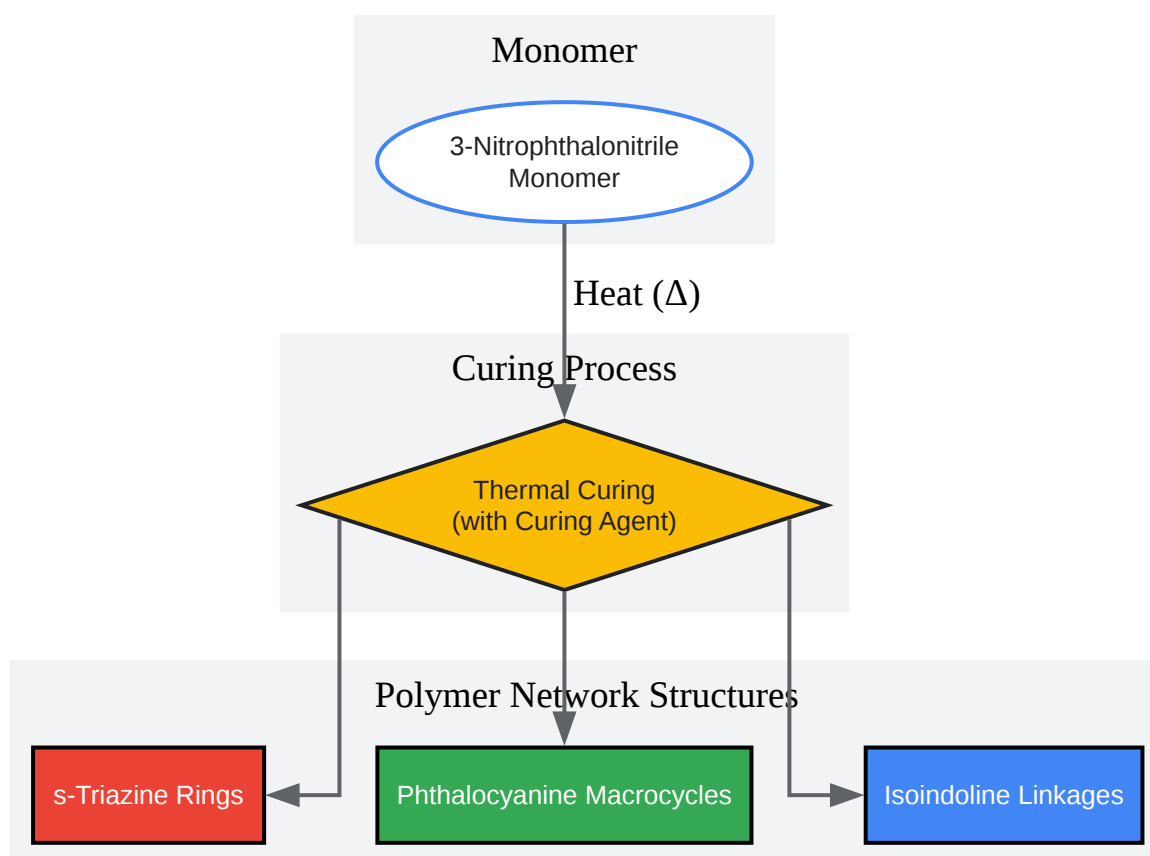 Monomer
3-Nitrophthalonitrile
Monomer
Heat (Δ)
Curing Process
Thermal Curing
(with Curing Agent)
Polymer Network Structures
s-Triazine Rings
Phthalocyanine Macrocycles
Isoindoline Linkages